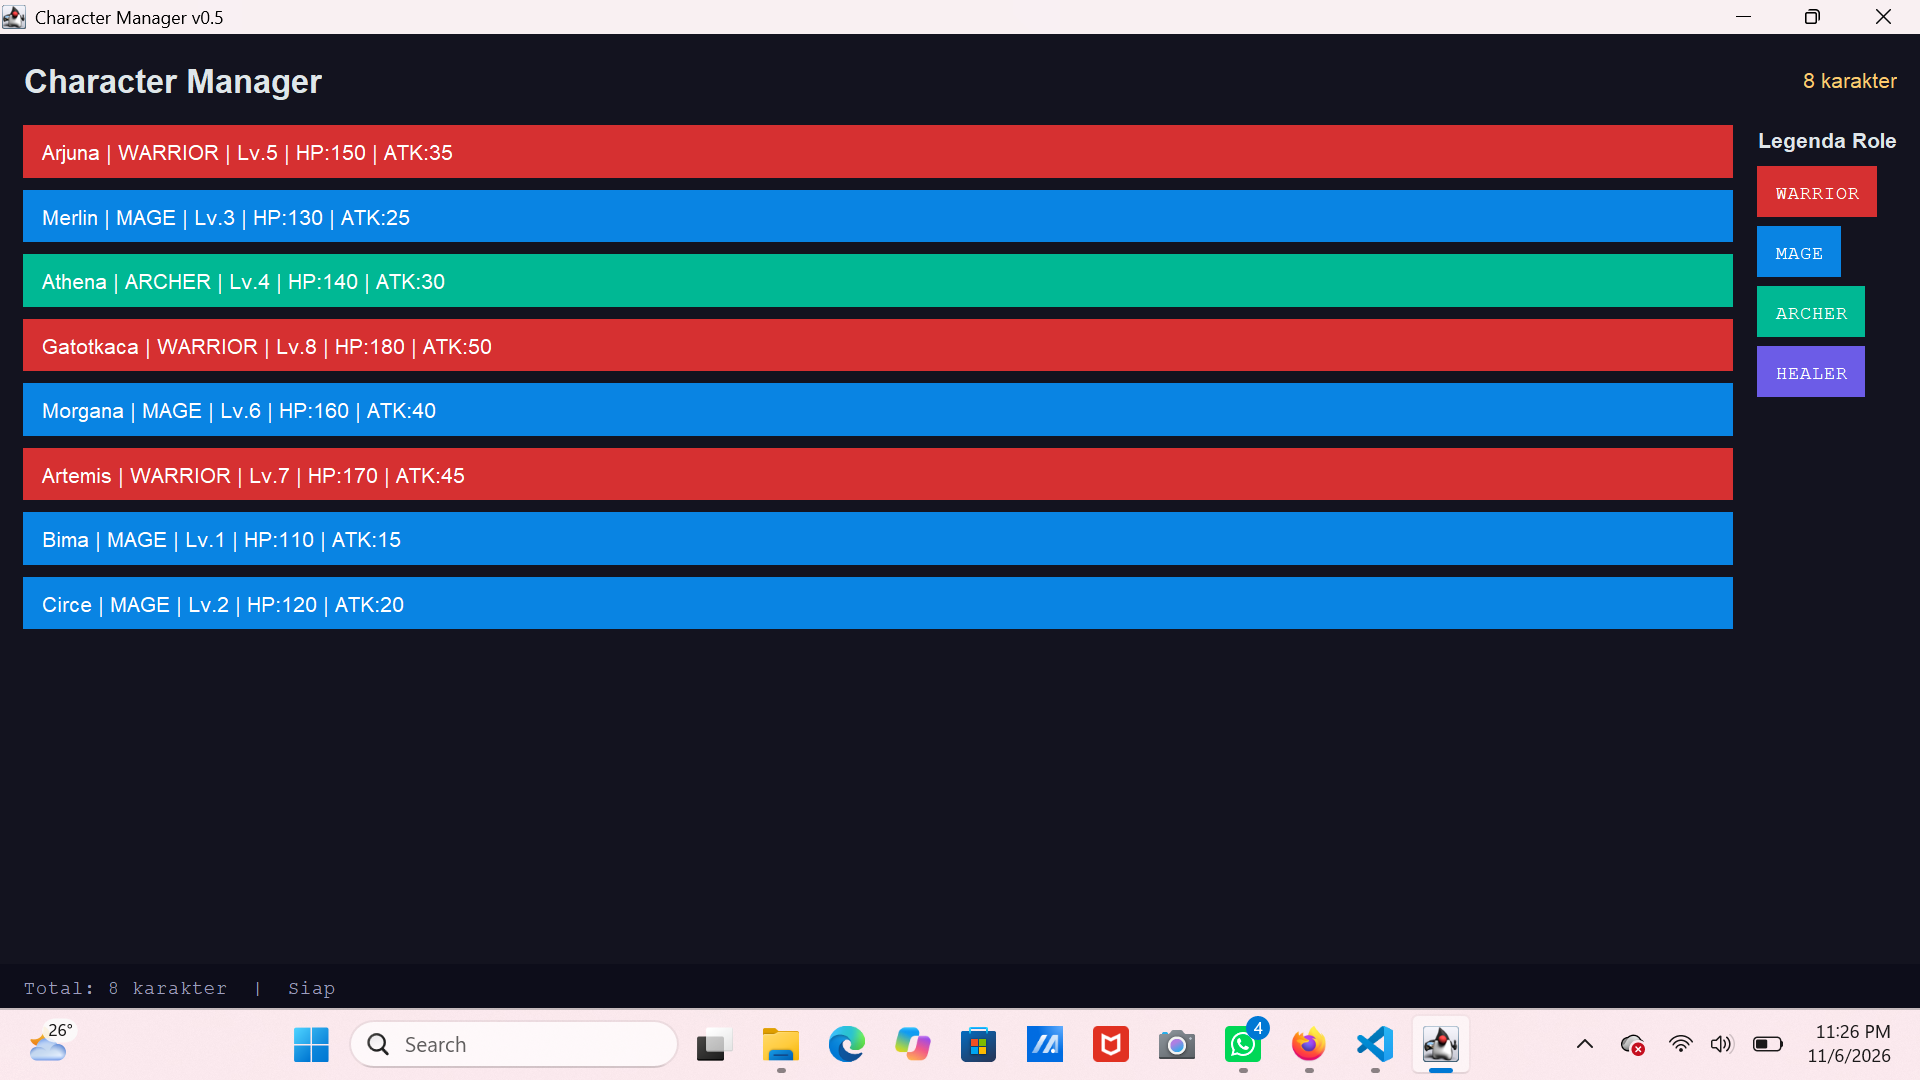 Character Manager v0.5
Character Manager
8 karakter
Arjuna | WARRIOR | Lv.5 | HP:150 | ATK:35
Merlin | MAGE | Lv.3 | HP:130 | ATK:25
Athena | ARCHER | Lv.4 | HP:140 | ATK:30
Gatotkaca | WARRIOR | Lv.8 | HP:180 | ATK:50
Morgana | MAGE | Lv.6 | HP:160 | ATK:40
Artemis | WARRIOR | Lv.7 | HP:170 | ATK:45
Bima | MAGE | Lv.1 | HP:110 | ATK:15
Circe | MAGE | Lv.2 | HP:120 | ATK:20
Legenda Role
WARRIOR
MAGE
ARCHER
HEALER
Total: 8 karakter | Siap
26°
Search
4
11:26 PM
11/6/2026